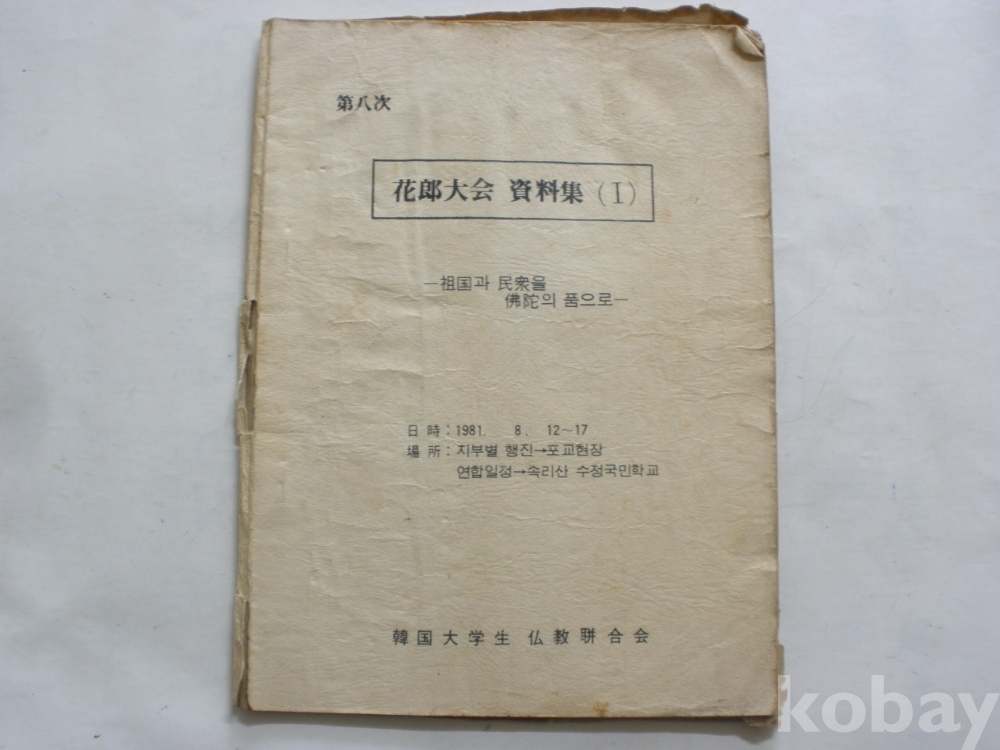 第八次
花郎大会 資料集 (I)
—祖国과 民衆을
佛陀의 품으로—
日 時 : 1981. 8. 12~17
場 所 : 지부별 행진→포교현장
연합일정→속리산 수정국민학교
韓国大学生 仏教聯合会
kobay